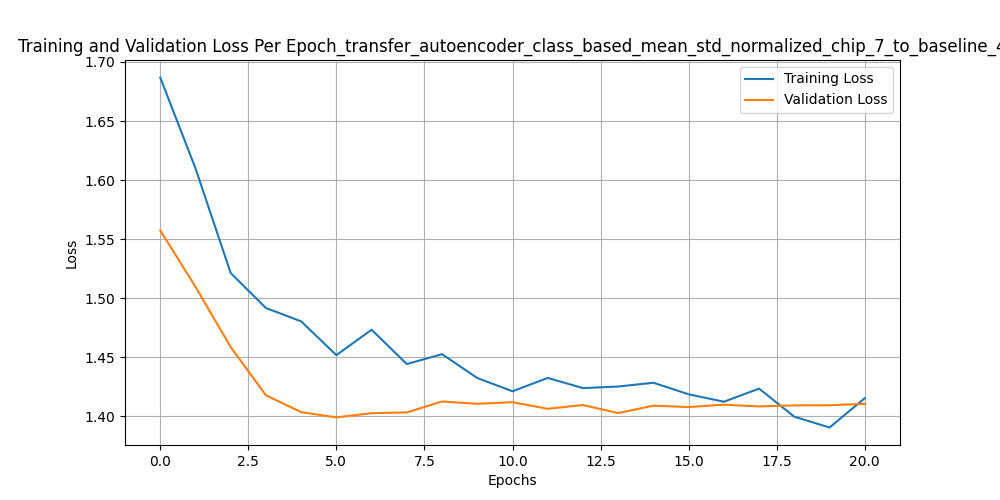 Training and Validation Loss Per Epoch_transfer_autoencoder_class_based_mean_std_normalized_chip_7_to_baseline_4
Training Loss
Validation Loss
1.70
1.65
1.60
1.55
1.50
1.45
1.40
Loss
0.0 2.5 5.0 7.5 10.0 12.5 15.0 17.5 20.0
Epochs